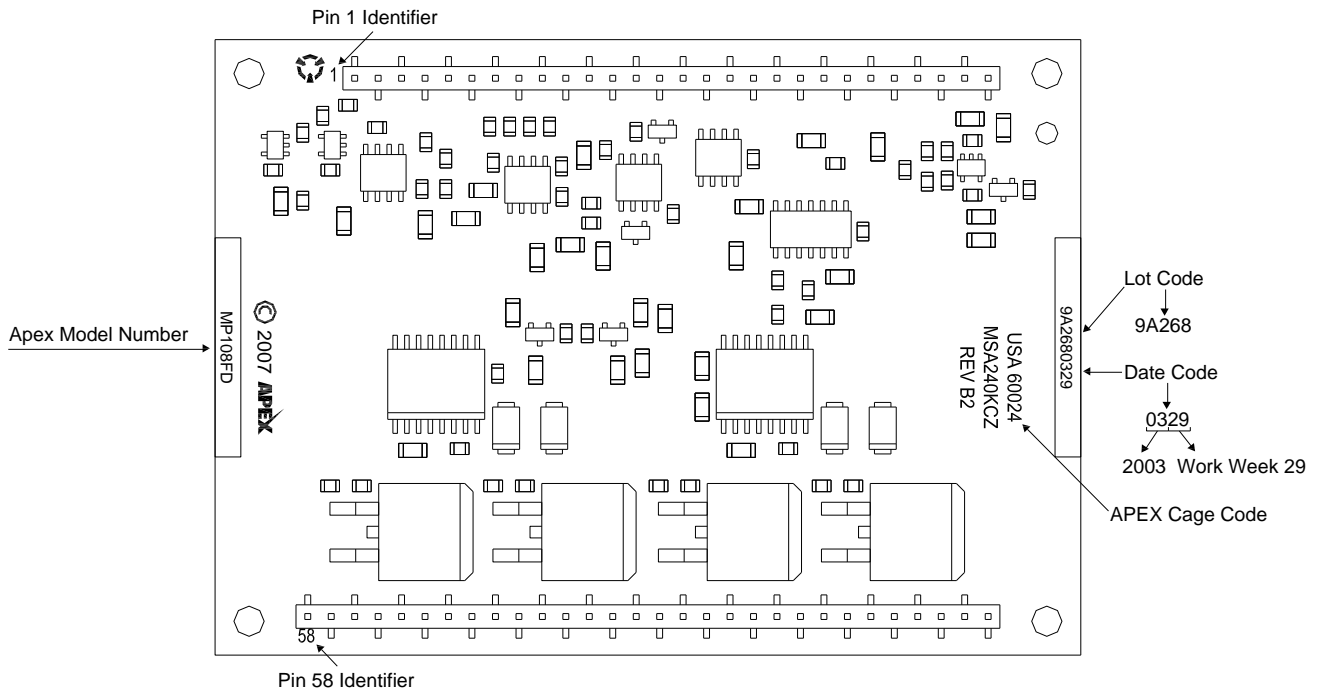 Pin 1 Identifier
1
Apex Model Number
MP108FD
© 2007 APEX
USA 60024
MSA240KCZ
REV B2
9A2680329
Lot Code
9A268
Date Code
0329
2003 Work Week 29
APEX Cage Code
58
Pin 58 Identifier